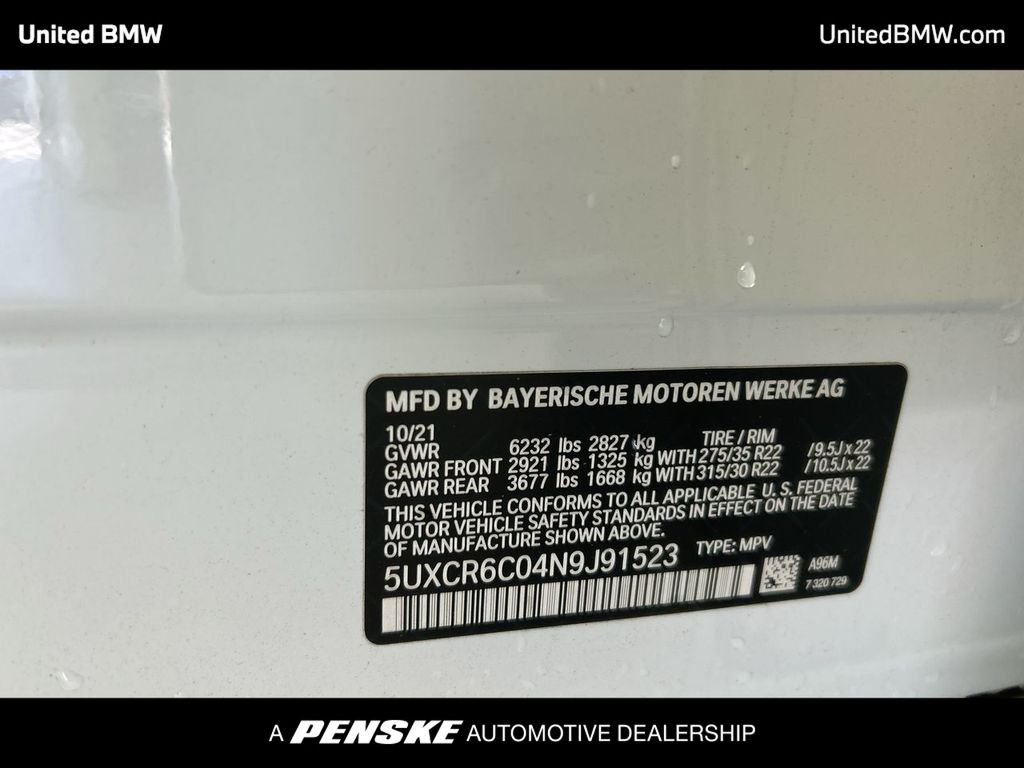 United BMW
UnitedBMW.com
MFD BY BAYERISCHE MOTOREN WERKE AG
10/21
GVWR 6232 lbs 2827 kg TIRE / RIM
GAWR FRONT 2921 lbs 1325 kg WITH 275/35 R22 /9.5J x 22
GAWR REAR 3677 lbs 1668 kg WITH 315/30 R22 /10.5J x 22
THIS VEHICLE CONFORMS TO ALL APPLICABLE U. S. FEDERAL
MOTOR VEHICLE SAFETY STANDARDS IN EFFECT ON THE DATE
OF MANUFACTURE SHOWN ABOVE.
5UXCR6C04N9J91523 TYPE: MPV
A96M
7 320 729
A PENSKE AUTOMOTIVE DEALERSHIP